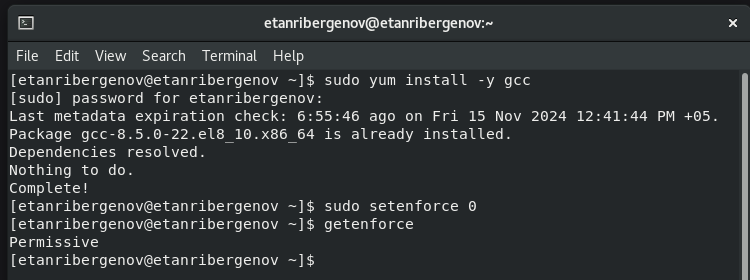 etanribergenov@etanribergenov:~
File Edit View Search Terminal Help
[etanribergenov@etanribergenov ~]$ sudo yum install -y gcc
[sudo] password for etanribergenov:
Last metadata expiration check: 6:55:46 ago on Fri 15 Nov 2024 12:41:44 PM +05.
Package gcc-8.5.0-22.el8_10.x86_64 is already installed.
Dependencies resolved.
Nothing to do.
Complete!
[etanribergenov@etanribergenov ~]$ sudo setenforce 0
[etanribergenov@etanribergenov ~]$ getenforce
Permissive
[etanribergenov@etanribergenov ~]$